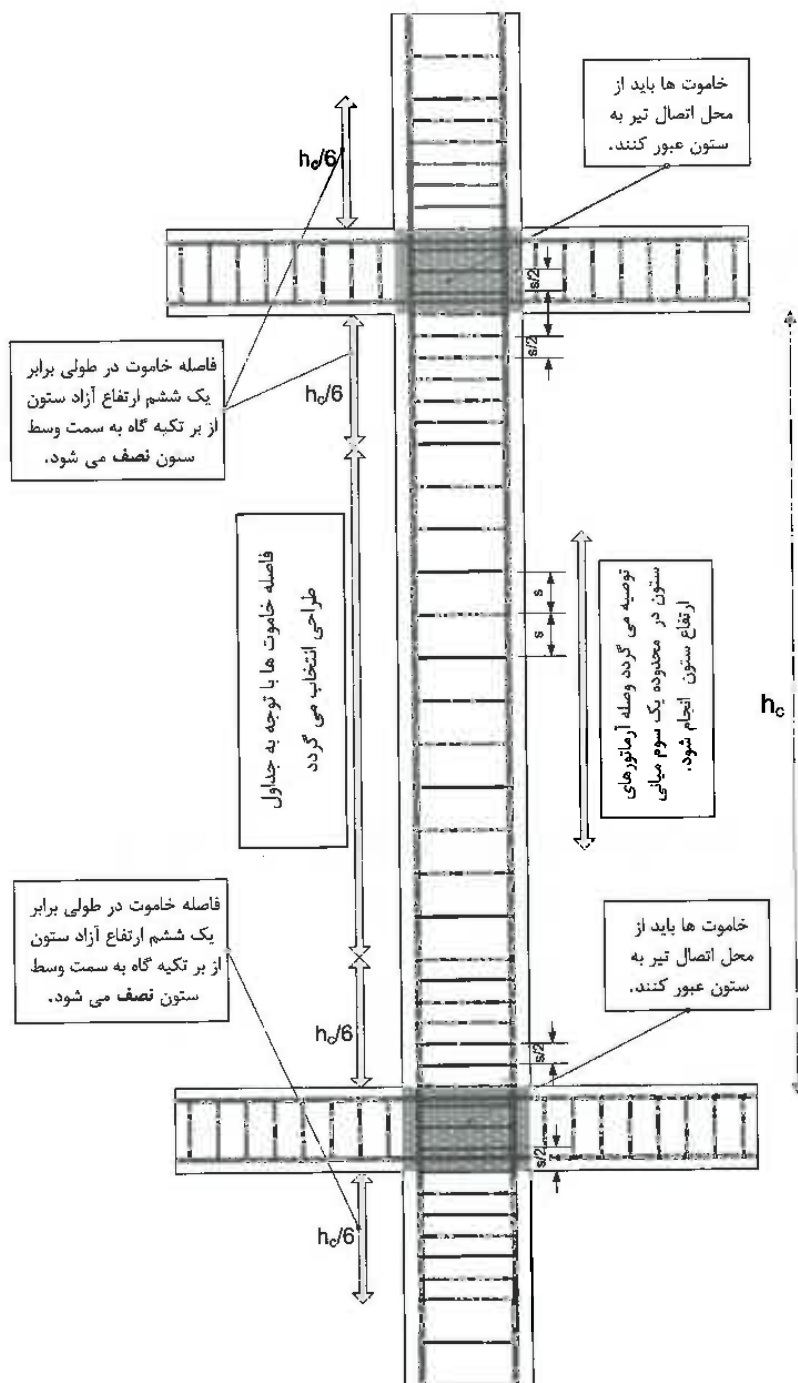 خاموت ها باید از
محل اتصال تیر به
ستون عبور کنند.
h_c/6
s/2
s/2
فاصله خاموت در طولی برابر
یک ششم ارتفاع آزاد ستون
از بر تکیه گاه به سمت وسط
ستون نصف می شود.
h_c/6
فاصله خاموت ها با توجه به جداول
طراحی انتخاب می گردد
s
s
توصیه می گردد وصله آرماتورهای
ستون در محدوده یک سوم میانی
ارتفاع ستون انجام شود.
h_c
فاصله خاموت در طولی برابر
یک ششم ارتفاع آزاد ستون
از بر تکیه گاه به سمت وسط
ستون نصف می شود.
خاموت ها باید از
محل اتصال تیر به
ستون عبور کنند.
h_c/6
s/2
s/2
h_c/6